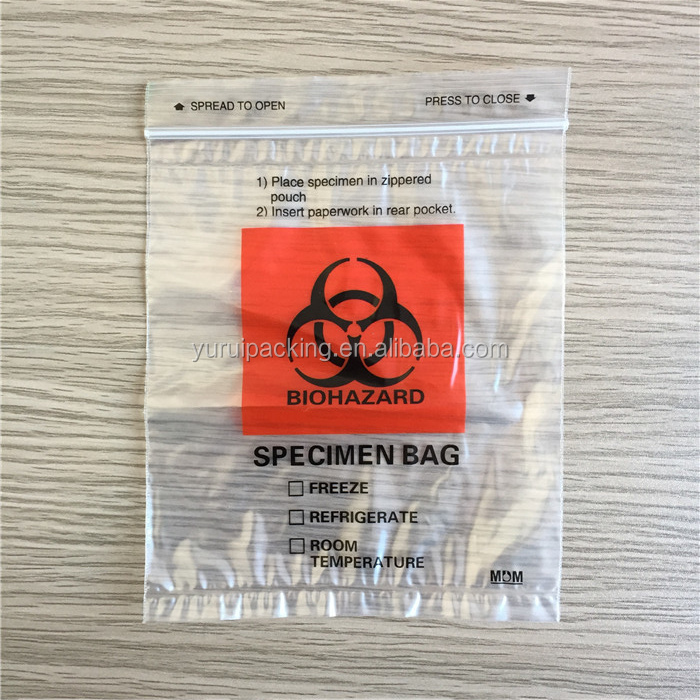 SPREAD TO OPEN
PRESS TO CLOSE
1) Place specimen in zippered
pouch
2) Insert paperwork in rear pocket.
yuruipacking.en.alibaba.com
BIOHAZARD
SPECIMEN BAG
FREEZE
REFRIGERATE
ROOM
TEMPERATURE
MDM